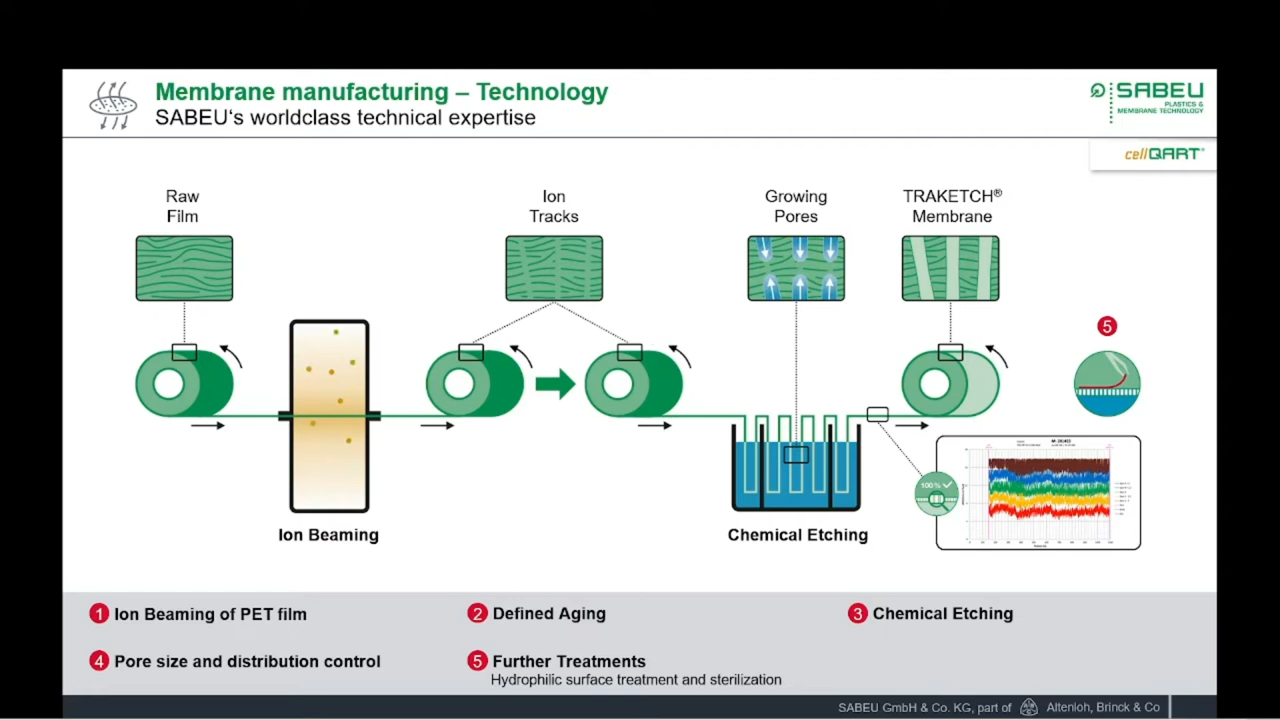 Membrane manufacturing – Technology
SABEU‘s worldclass technical expertise
SABEU
PLASTICS &
MEMBRANE TECHNOLOGY
cellQART®
Raw
Film
Ion
Tracks
Growing
Pores
TRAKETCH®
Membrane
5
100%
Ion Beaming
Chemical Etching
1 Ion Beaming of PET film
2 Defined Aging
3 Chemical Etching
4 Pore size and distribution control
5 Further Treatments
Hydrophilic surface treatment and sterilization
SABEU GmbH & Co. KG, part of Altenloh, Brinck & Co